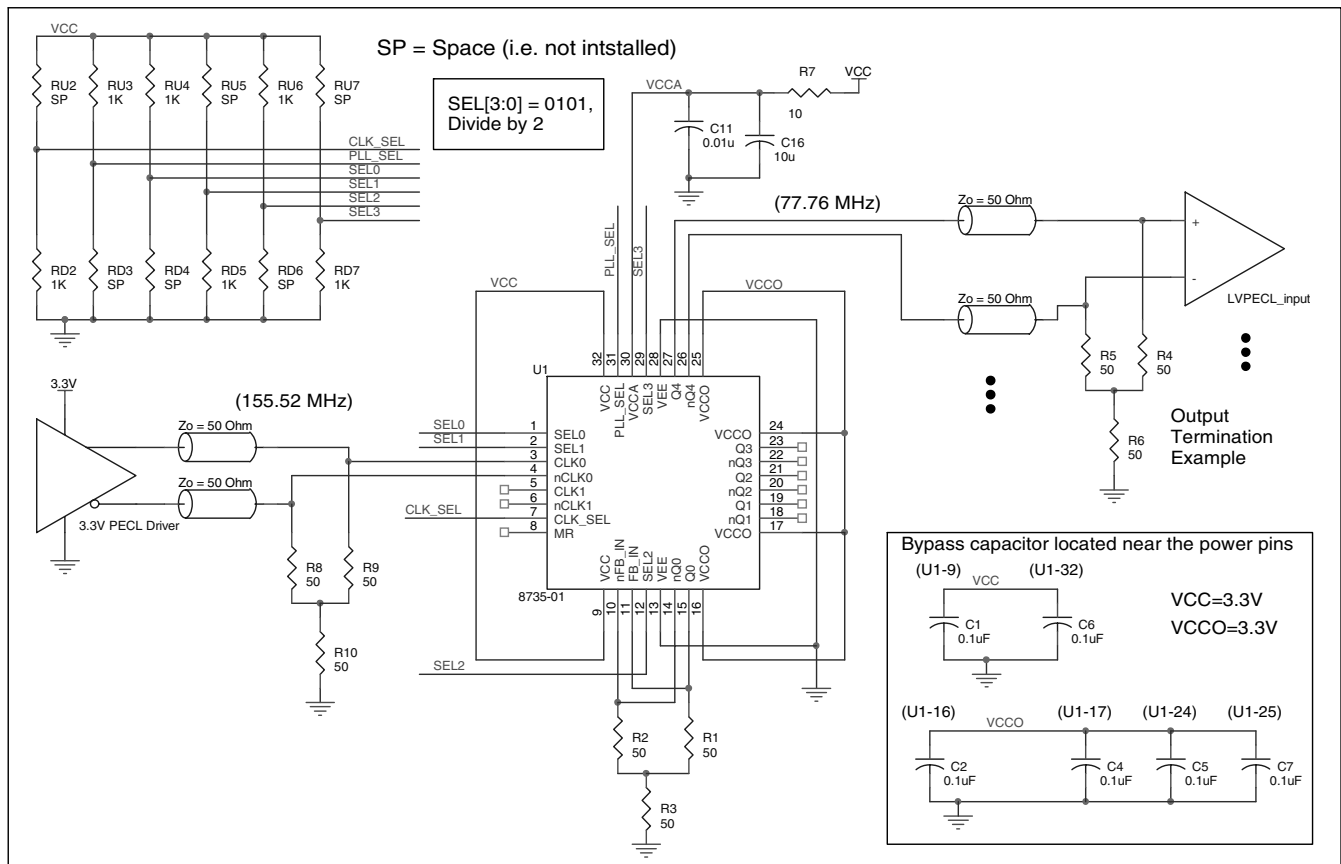 VCC
SP = Space (i.e. not intstalled)
RU2
SP
RU3
1K
RU4
1K
RU5
SP
RU6
1K
RU7
SP
SEL[3:0] = 0101,
Divide by 2
CLK_SEL
PLL_SEL
SEL0
SEL1
SEL2
SEL3
RD2
1K
RD3
SP
RD4
SP
RD5
1K
RD6
SP
RD7
1K
VCCA
R7
10
VCC
C11
0.01u
C16
10u
(77.76 MHz)
Zo = 50 Ohm
Zo = 50 Ohm
+
-
LVPECL_input
R5
50
R4
50
R6
50
Output
Termination
Example
PLL_SEL
SEL3
VCC
VCCO
3.3V
(155.52 MHz)
Zo = 50 Ohm
Zo = 50 Ohm
3.3V PECL Driver
R8
50
R9
50
R10
50
SEL0
SEL1
CLK_SEL
SEL2
U1
32
31
30
29
28
27
26
25
VCC
PLL_SEL
VCCA
SEL3
VEE
Q4
nQ4
VCCO
1 SEL0
2 SEL1
3 CLK0
4 nCLK0
5 CLK1
6 nCLK1
7 CLK_SEL
8 MR
VCCO 24
Q3 23
nQ3 22
Q2 21
nQ2 20
Q1 19
nQ1 18
VCCO 17
VCC
nFB_IN
FB_IN
SEL2
VEE
nQ0
Q0
VCCO
8735-01
9
10
11
12
13
14
15
16
R2
50
R1
50
R3
50
Bypass capacitor located near the power pins
(U1-9)
(U1-32)
VCC
C1
0.1uF
C6
0.1uF
VCC=3.3V
VCCO=3.3V
(U1-16)
(U1-17)
(U1-24)
(U1-25)
VCCO
C2
0.1uF
C4
0.1uF
C5
0.1uF
C7
0.1uF